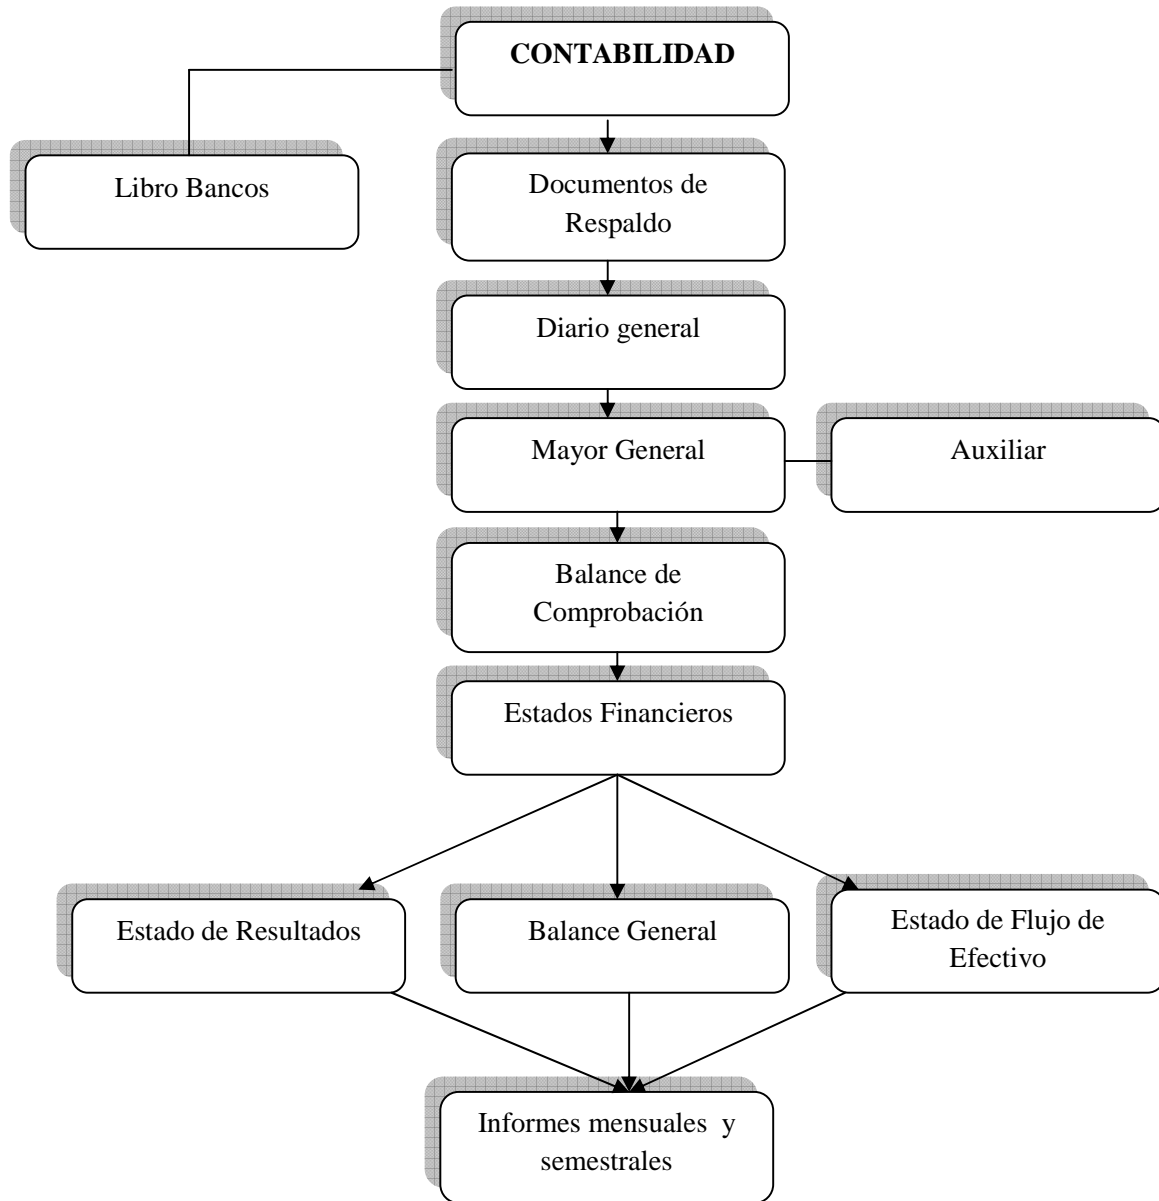 CONTABILIDAD
Libro Bancos
Documentos de
Respaldo
Diario general
Mayor General
Auxiliar
Balance de
Comprobación
Estados Financieros
Estado de Resultados
Balance General
Estado de Flujo de
Efectivo
Informes mensuales  y
semestrales